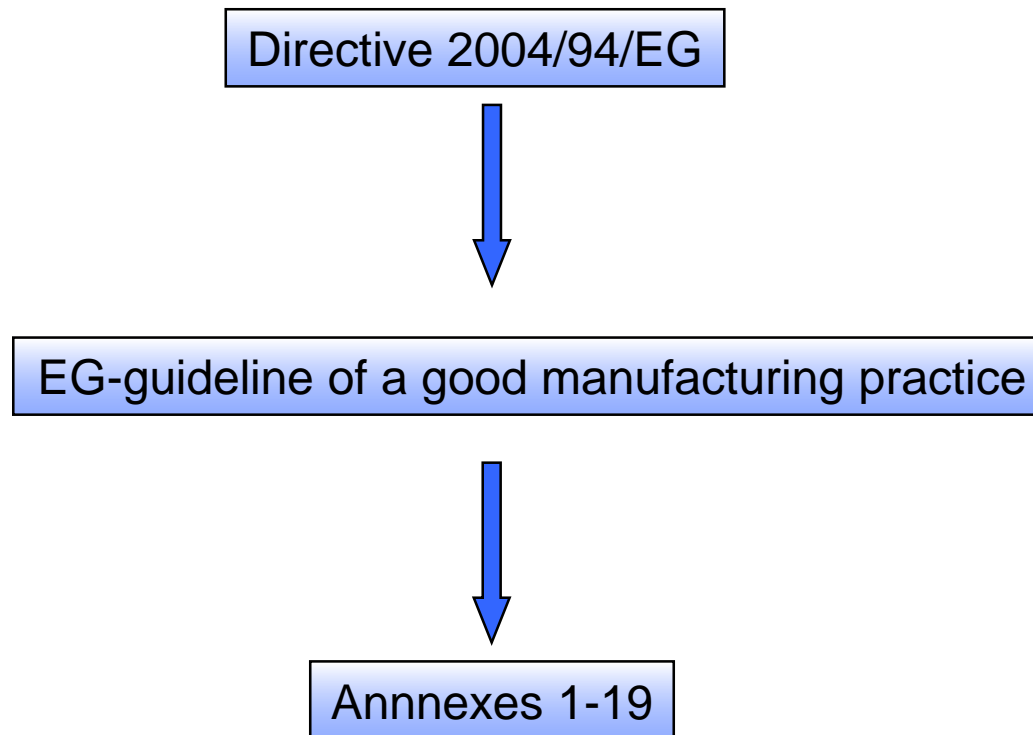 Directive 2004/94/EG
EG-guideline of a good manufacturing practice
Annnexes 1-19